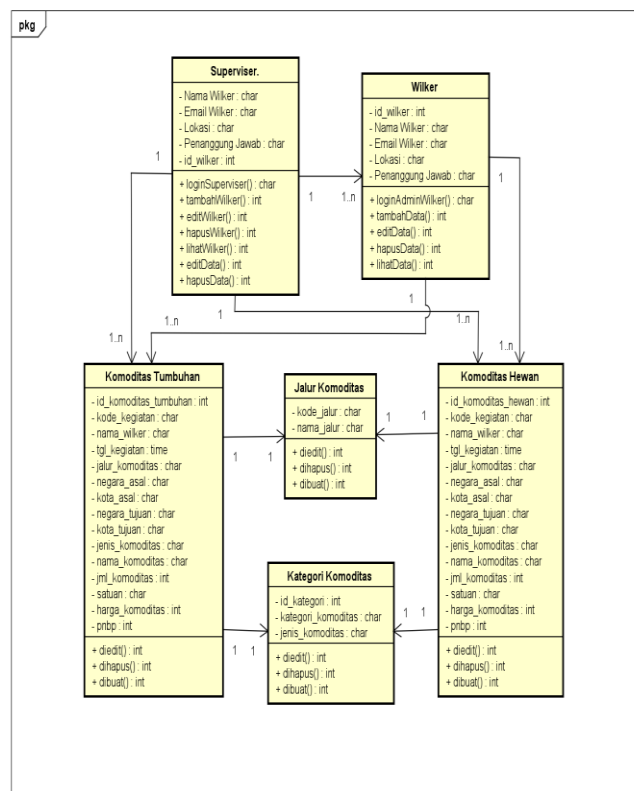 pkg
Superviser.
- Nama Wilker : char
- Email Wilker : char
- Lokasi : char
- Penanggung Jawab : char
- id_wilker : int
+ loginSuperviser() : char
+ tambahWilker() : int
+ editWilker() : int
+ hapusWilker() : int
+ lihatWilker() : int
+ editData() : int
+ hapusData() : int
Wilker
- id_wilker : int
- Nama Wilker : char
- Email Wilker : char
- Lokasi : char
- Penanggung Jawab : char
+ loginAdminWilker() : char
+ tambahData() : int
+ editData() : int
+ hapusData() : int
+ lihatData() : int
1
1
1..n
1
1
1
1..n
1..n
1..n
Komoditas Tumbuhan
- id_komoditas_tumbuhan : int
- kode_kegiatan : char
- nama_wilker : char
- tgl_kegiatan : time
- jalur_komoditas : char
- negara_asal : char
- kota_asal : char
- negara_tujuan : char
- kota_tujuan : char
- jenis_komoditas : char
- nama_komoditas : char
- jml_komoditas : int
- satuan : char
- harga_komoditas : int
- pnbp : int
+ diedit() : int
+ dihapus() : int
+ dibuat() : int
Jalur Komoditas
- kode_jalur : char
- nama_jalur : char
+ diedit() : int
+ dihapus() : int
+ dibuat() : int
Komoditas Hewan
- id_komoditas_hewan : int
- kode_kegiatan : char
- nama_wilker : char
- tgl_kegiatan : time
- jalur_komoditas : char
- negara_asal : char
- kota_asal : char
- negara_tujuan : char
- kota_tujuan : char
- jenis_komoditas : char
- nama_komoditas : char
- jml_komoditas : int
- satuan : char
- harga_komoditas : int
- pnbp : int
+ diedit() : int
+ dihapus() : int
+ dibuat() : int
1
1
1
1
Kategori Komoditas
- id_kategori : int
- kategori_komoditas : char
- jenis_komoditas : char
+ diedit() : int
+ dihapus() : int
+ dibuat() : int
1
1
1
1